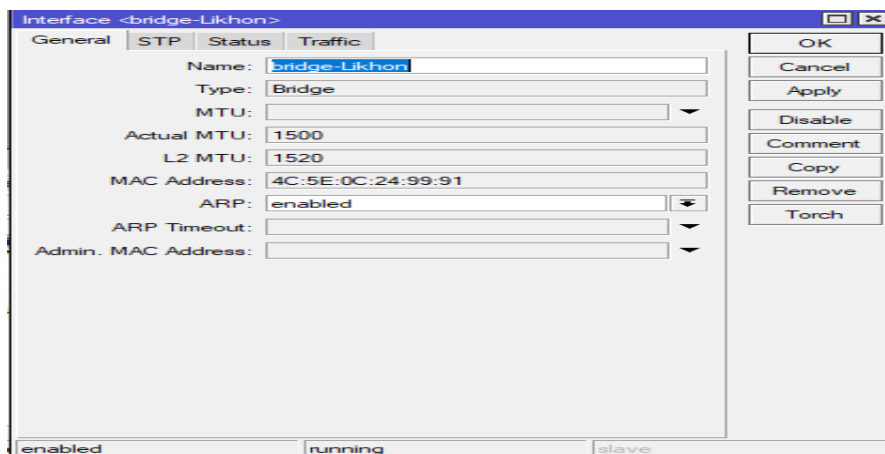 Interface <bridge-Likhon>
General STP Status Traffic
OK
Name: bridge-Likhon
Cancel
Type: Bridge
Apply
MTU:
Disable
Actual MTU: 1500
Comment
L2 MTU: 1520
Copy
MAC Address: 4C:5E:0C:24:99:91
Remove
ARP: enabled
Torch
ARP Timeout:
Admin. MAC Address:
enabled running slave